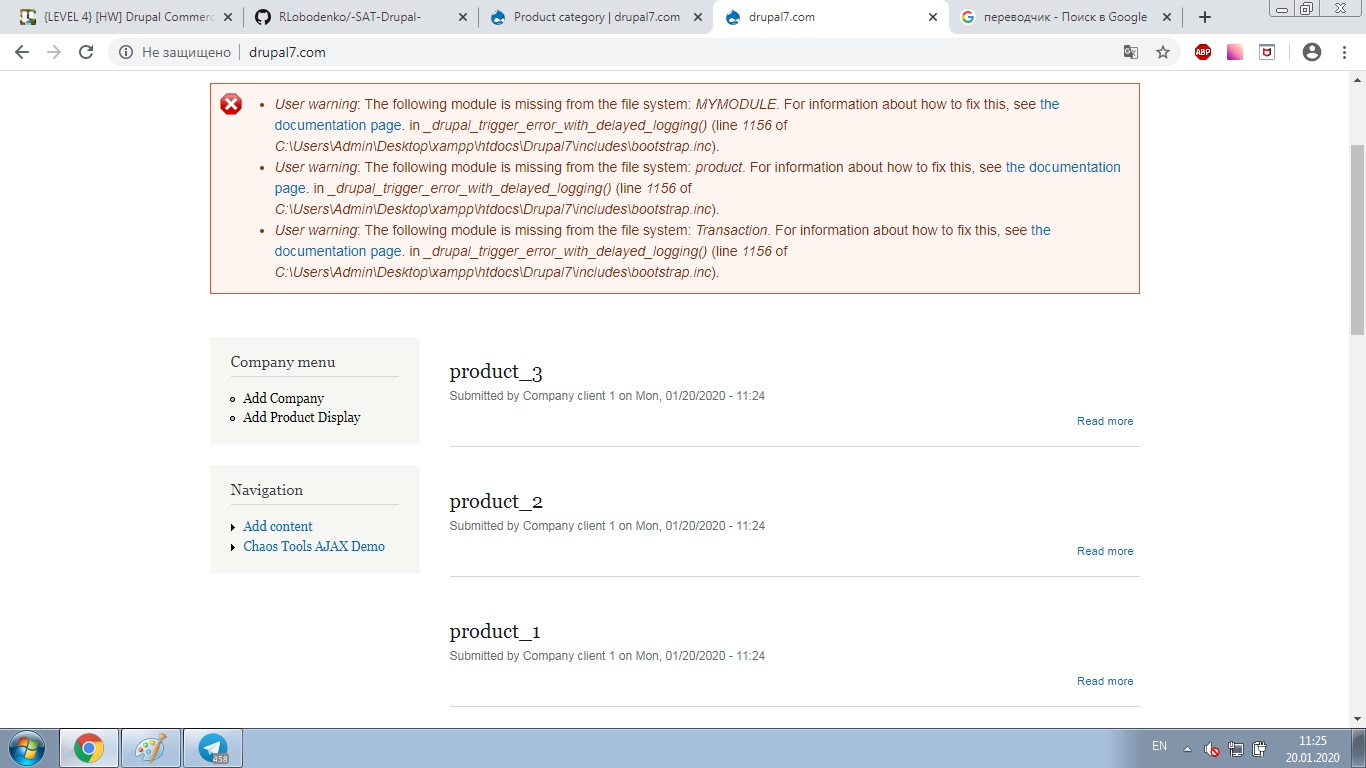 {LEVEL 4} [HW] Drupal Commerc
RLobodenko/-SAT-Drupal-
Product category | drupal7.com
drupal7.com
переводчик - Поиск в Google
Не защищено
drupal7.com
ABP
User warning: The following module is missing from the file system: MYMODULE. For information about how to fix this, see the
documentation page. in _drupal_trigger_error_with_delayed_logging() (line 1156 of
C:\Users\Admin\Desktop\xampp\htdocs\Drupal7\includes\bootstrap.inc).
User warning: The following module is missing from the file system: product. For information about how to fix this, see the documentation
page. in _drupal_trigger_error_with_delayed_logging() (line 1156 of
C:\Users\Admin\Desktop\xampp\htdocs\Drupal7\includes\bootstrap.inc).
User warning: The following module is missing from the file system: Transaction. For information about how to fix this, see the
documentation page. in _drupal_trigger_error_with_delayed_logging() (line 1156 of
C:\Users\Admin\Desktop\xampp\htdocs\Drupal7\includes\bootstrap.inc).
Company menu
Add Company
Add Product Display
Navigation
Add content
Chaos Tools AJAX Demo
product_3
Submitted by Company client 1 on Mon, 01/20/2020 - 11:24
Read more
product_2
Submitted by Company client 1 on Mon, 01/20/2020 - 11:24
Read more
product_1
Submitted by Company client 1 on Mon, 01/20/2020 - 11:24
Read more
458
EN
11:25
20.01.2020